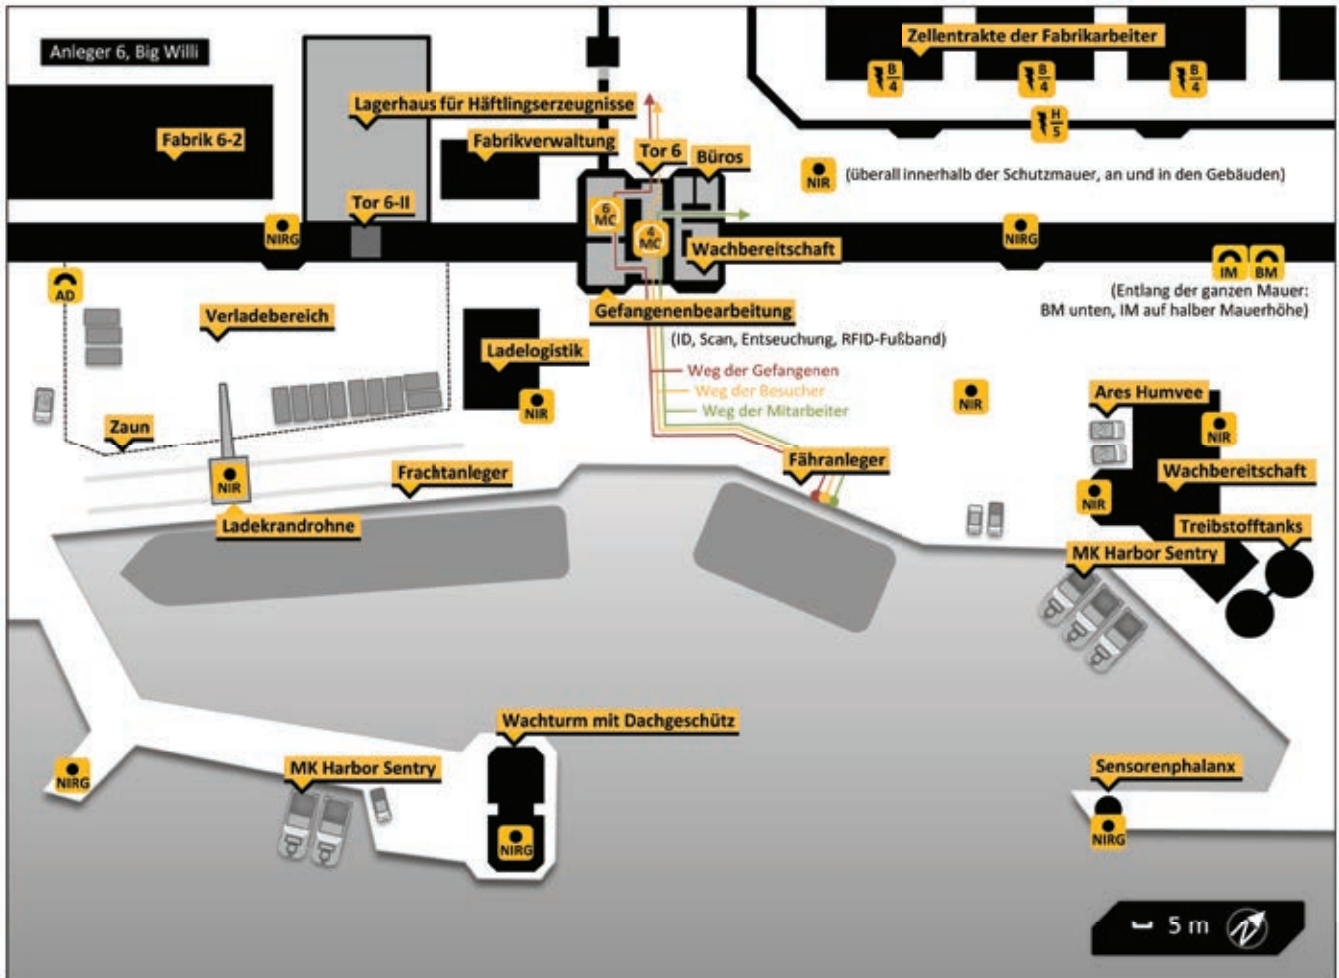 Anleger 6, Big Willi
Zellentrakte der Fabrikarbeiter
B
4
B
4
B
4
H
5
Lagerhaus für Häftlingserzeugnisse
Fabrik 6-2
Fabrikverwaltung
Tor 6
Büros
NIR
(überall innerhalb der Schutzmauer, an und in den Gebäuden)
Tor 6-II
6
MC
4
MC
NIRG
NIRG
Wachbereitschaft
IM
BM
AD
(Entlang der ganzen Mauer:
BM unten, IM auf halber Mauerhöhe)
Verladebereich
Gefangenenbearbeitung
(ID, Scan, Entseuchung, RFID-Fußband)
Ladelogistik
NIR
Weg der Gefangenen
Weg der Besucher
Weg der Mitarbeiter
NIR
Ares Humvee
NIR
Zaun
Fähranleger
Wachbereitschaft
Frachtanleger
NIR
NIR
Ladekrandrohne
Treibstofftanks
MK Harbor Sentry
Wachturm mit Dachgeschütz
NIRG
MK Harbor Sentry
Sensorenphalanx
NIRG
NIRG
5 m
N